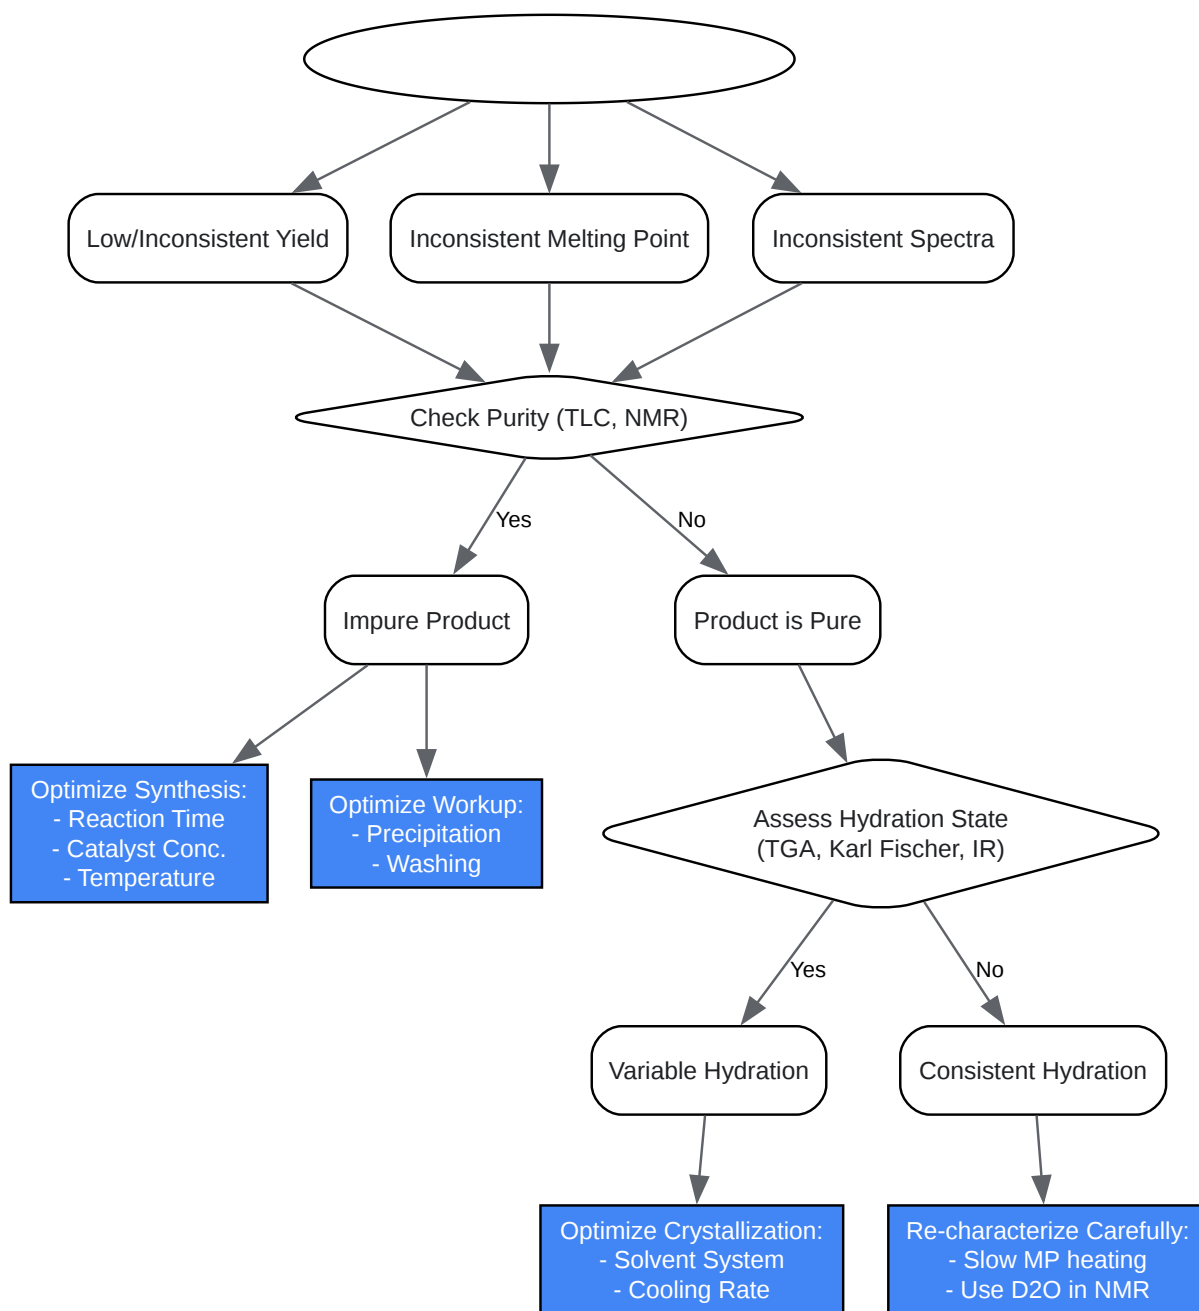 Low/Inconsistent Yield
Inconsistent Melting Point
Inconsistent Spectra
Check Purity (TLC, NMR)
Yes
No
Impure Product
Product is Pure
Optimize Synthesis:
- Reaction Time
- Catalyst Conc.
- Temperature
Optimize Workup:
- Precipitation
- Washing
Assess Hydration State
(TGA, Karl Fischer, IR)
Yes
No
Variable Hydration
Consistent Hydration
Optimize Crystallization:
- Solvent System
- Cooling Rate
Re-characterize Carefully:
- Slow MP heating
- Use D2O in NMR